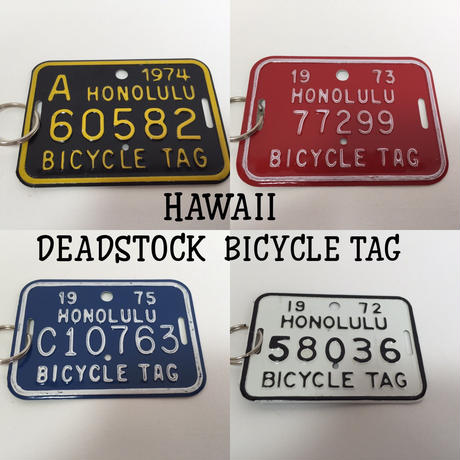 A 1974
HONOLULU
60582
BICYCLE TAG
19 73
HONOLULU
77299
BICYCLE TAG
HAWAII
DEADSTOCK BICYCLE TAG
19 75
HONOLULU
C10763
BICYCLE TAG
19 72
HONOLULU
58036
BICYCLE TAG